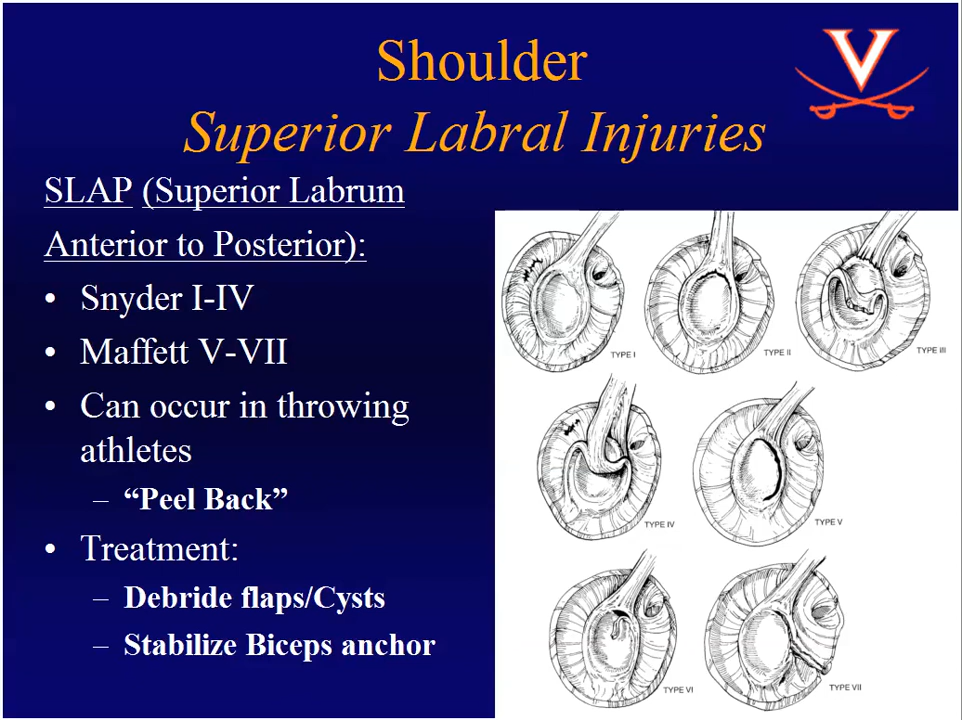 Shoulder
Superior Labral Injuries
SLAP (Superior Labrum
Anterior to Posterior):
• Snyder I-IV
• Maffett V-VII
• Can occur in throwing
athletes
– “Peel Back”
• Treatment:
– Debride flaps/Cysts
– Stabilize Biceps anchor
V
TYPE I
TYPE II
TYPE III
TYPE IV
TYPE V
TYPE VI
TYPE VII